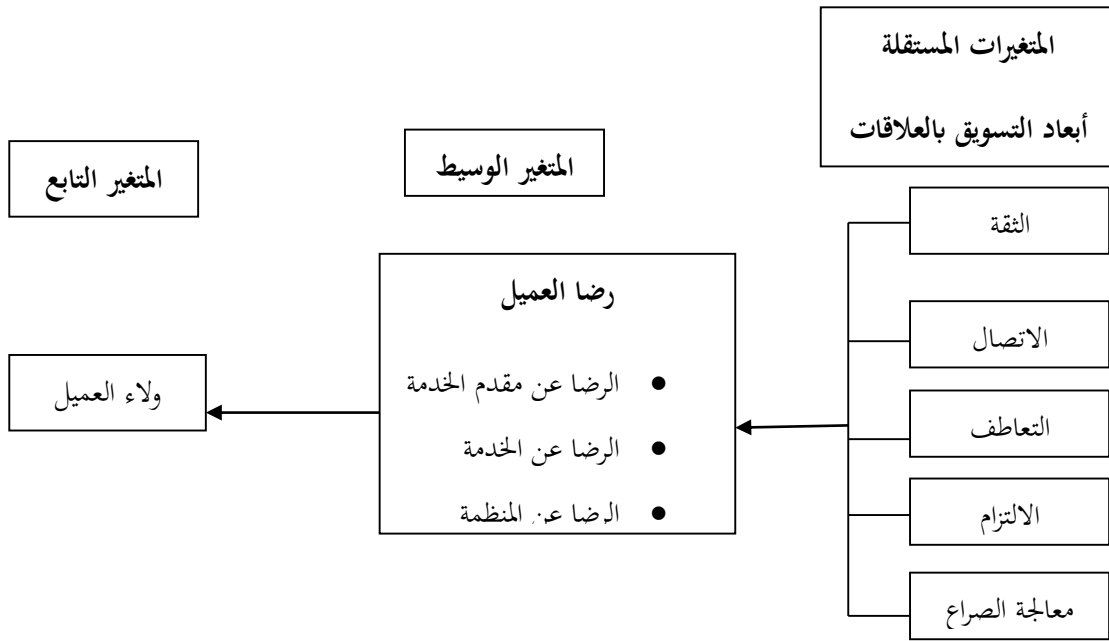 المتغيرات المستقلة
أبعاد التسويق بالعلاقات
المتغير الوسيط
المتغير التابع
الثقة
الاتصال
التعاطف
الالتزام
معالجة الصراع
رضا العميل
● الرضا عن مقدم الخدمة
● الرضا عن الخدمة
● الرضا عن المنظمة
ولاء العميل